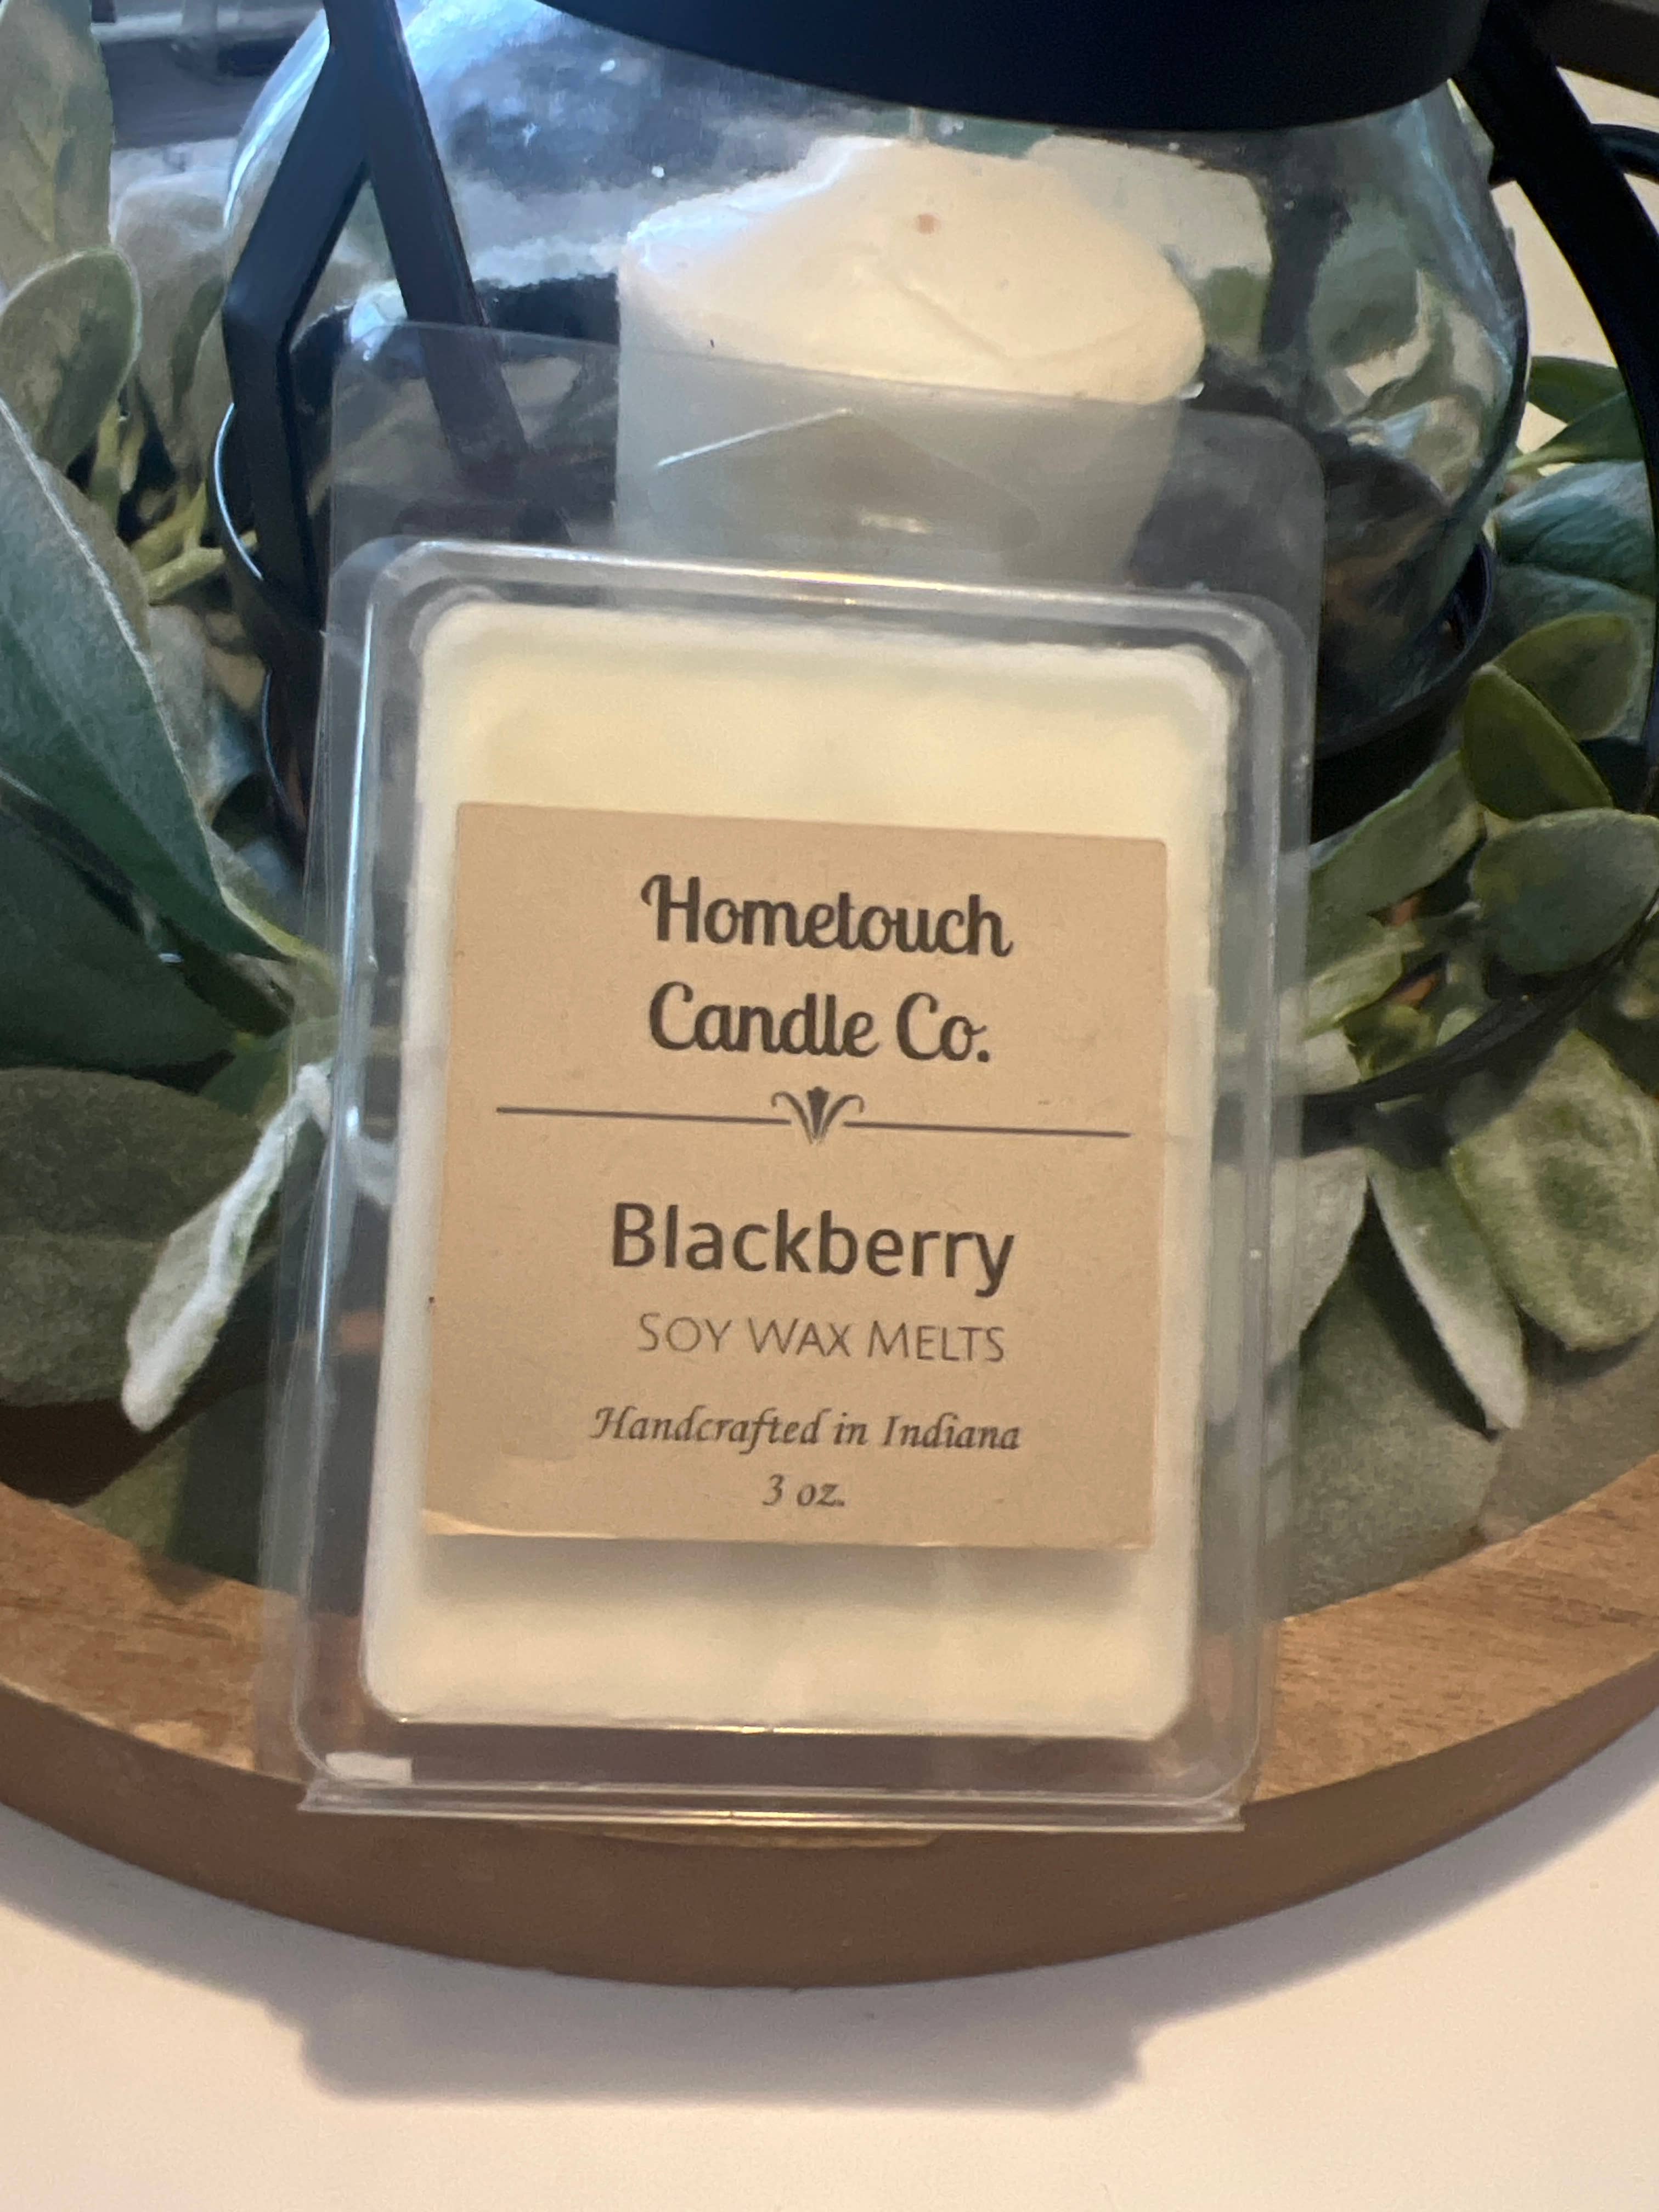 Hometouch
Candle Co.
Blackberry
SOY WAX MELTS
Handcrafted in Indiana
3 oz.